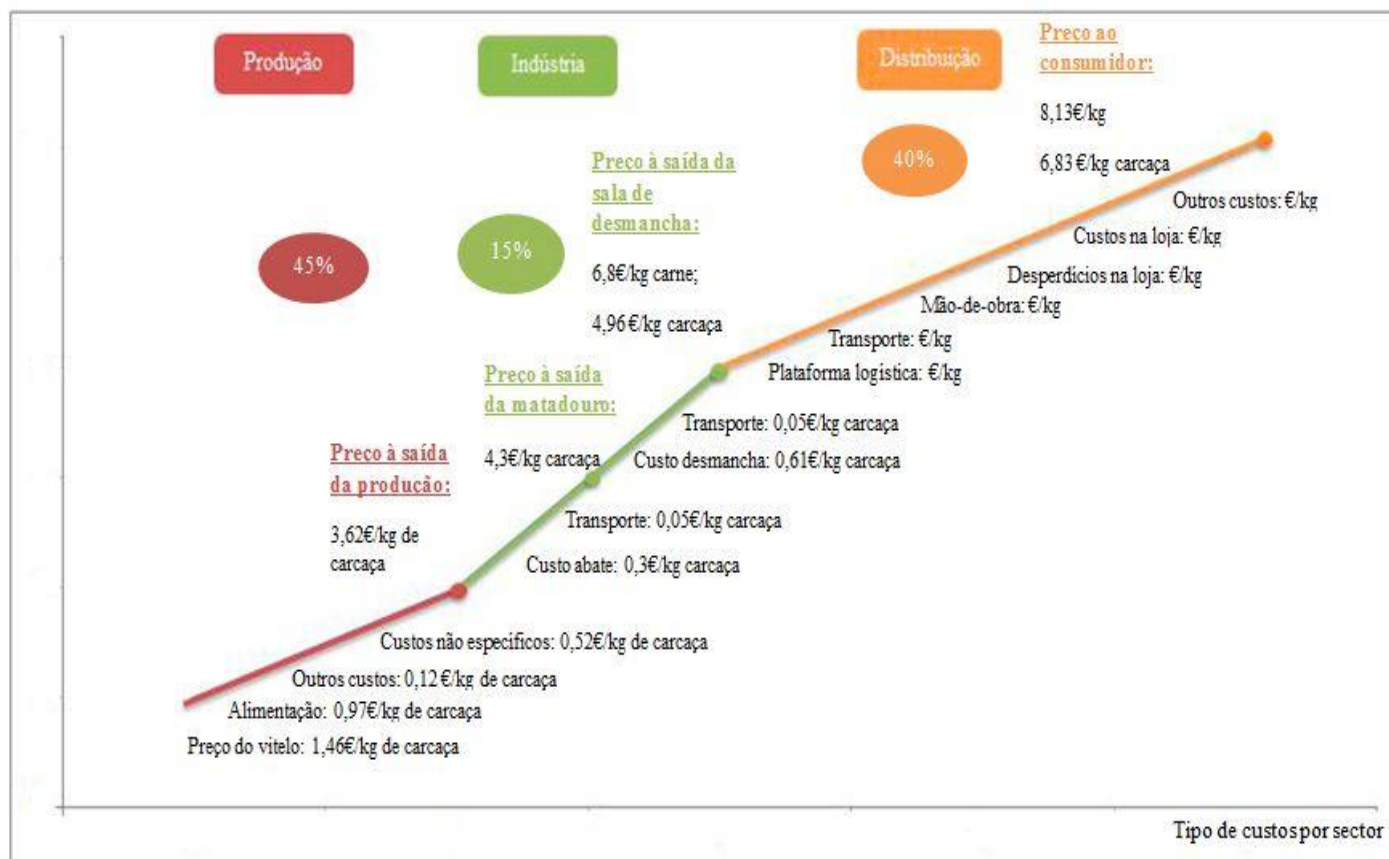 Produção
Indústria
Distribuição
Preço ao
consumidor:
8,13€/kg
6,83 €/kg carcaça
40%
Preço à saída da
sala de
desmancha:
6,8€/kg carne;
4,96 €/kg carcaça
45%
15%
Outros custos: €/kg
Custos na loja: €/kg
Desperdícios na loja: €/kg
Mão-de-obra: €/kg
Transporte: €/kg
Plataforma logística: €/kg
Preço à saída
da matadouro:
4,3€/kg carcaça
Transporte: 0,05€/kg carcaça
Custo desmancha: 0,61€/kg carcaça
Preço à saída
da produção:
3,62€/kg de
carcaça
Transporte: 0,05€/kg carcaça
Custo abate: 0,3€/kg carcaça
Custos não específicos: 0,52€/kg de carcaça
Outros custos: 0,12 €/kg de carcaça
Alimentação: 0,97€/kg de carcaça
Preço do vitelo: 1,46€/kg de carcaça
Tipo de custos por sector